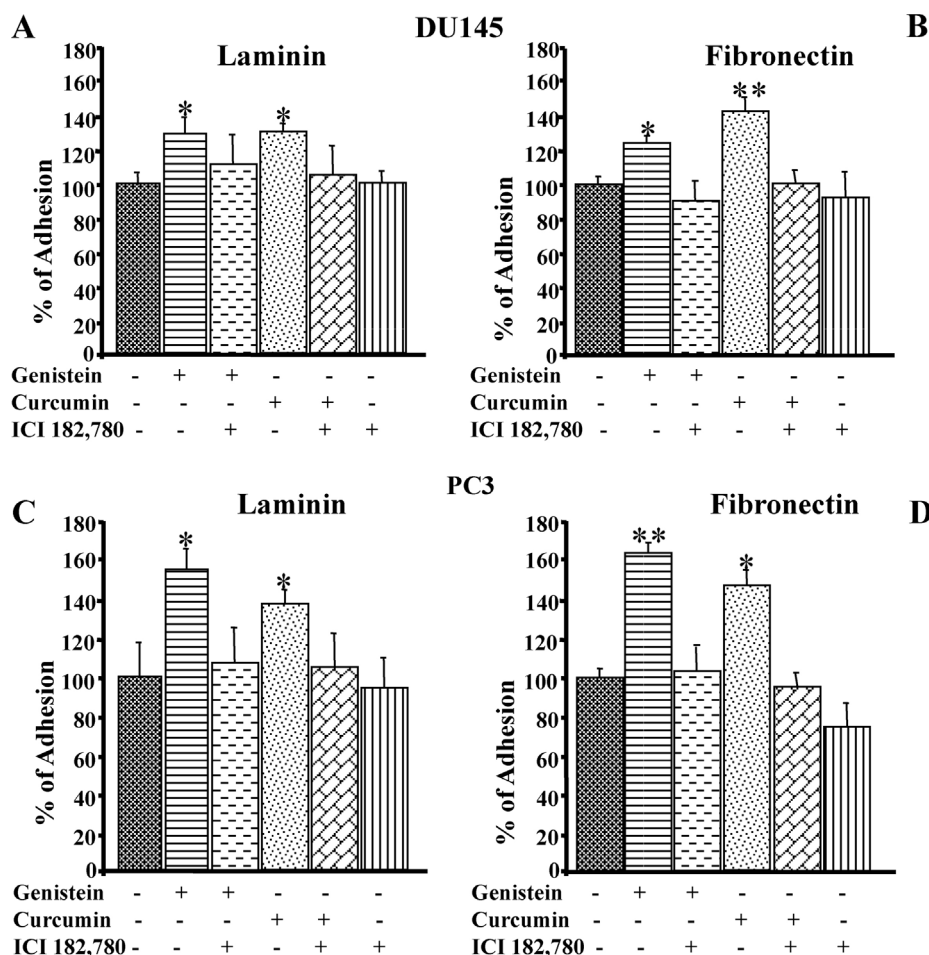 A DU145 B
Laminin
Fibronectin
% of Adhesion
180
160
140
120
100
80
60
40
20
0
* *
% of Adhesion
180
160
140
120
100
80
60
40
20
0
* **
Genistein - + + - - -
Curcumin - - - + + -
ICI 182,780 - - + - + +
Genistein - + + - - -
Curcumin - - - + + -
ICI 182,780 - - + - + +
C PC3 D
Laminin
Fibronectin
% of Adhesion
180
160
140
120
100
80
60
40
20
0
* *
% of Adhesion
180
160
140
120
100
80
60
40
20
0
** *
Genistein - + + - - -
Curcumin - - - + + -
ICI 182,780 - - + - + +
Genistein - + + - - -
Curcumin - - - + + -
ICI 182,780 - - + - + +